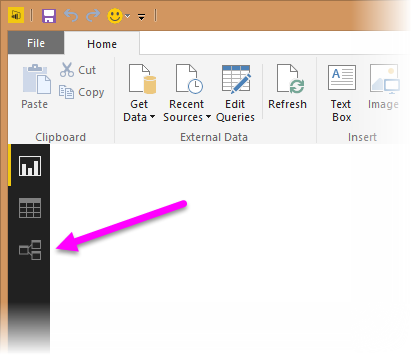 File Home
Paste Cut Copy
Get Data Recent Sources Edit Queries Refresh Text Box Image
Clipboard External Data Insert